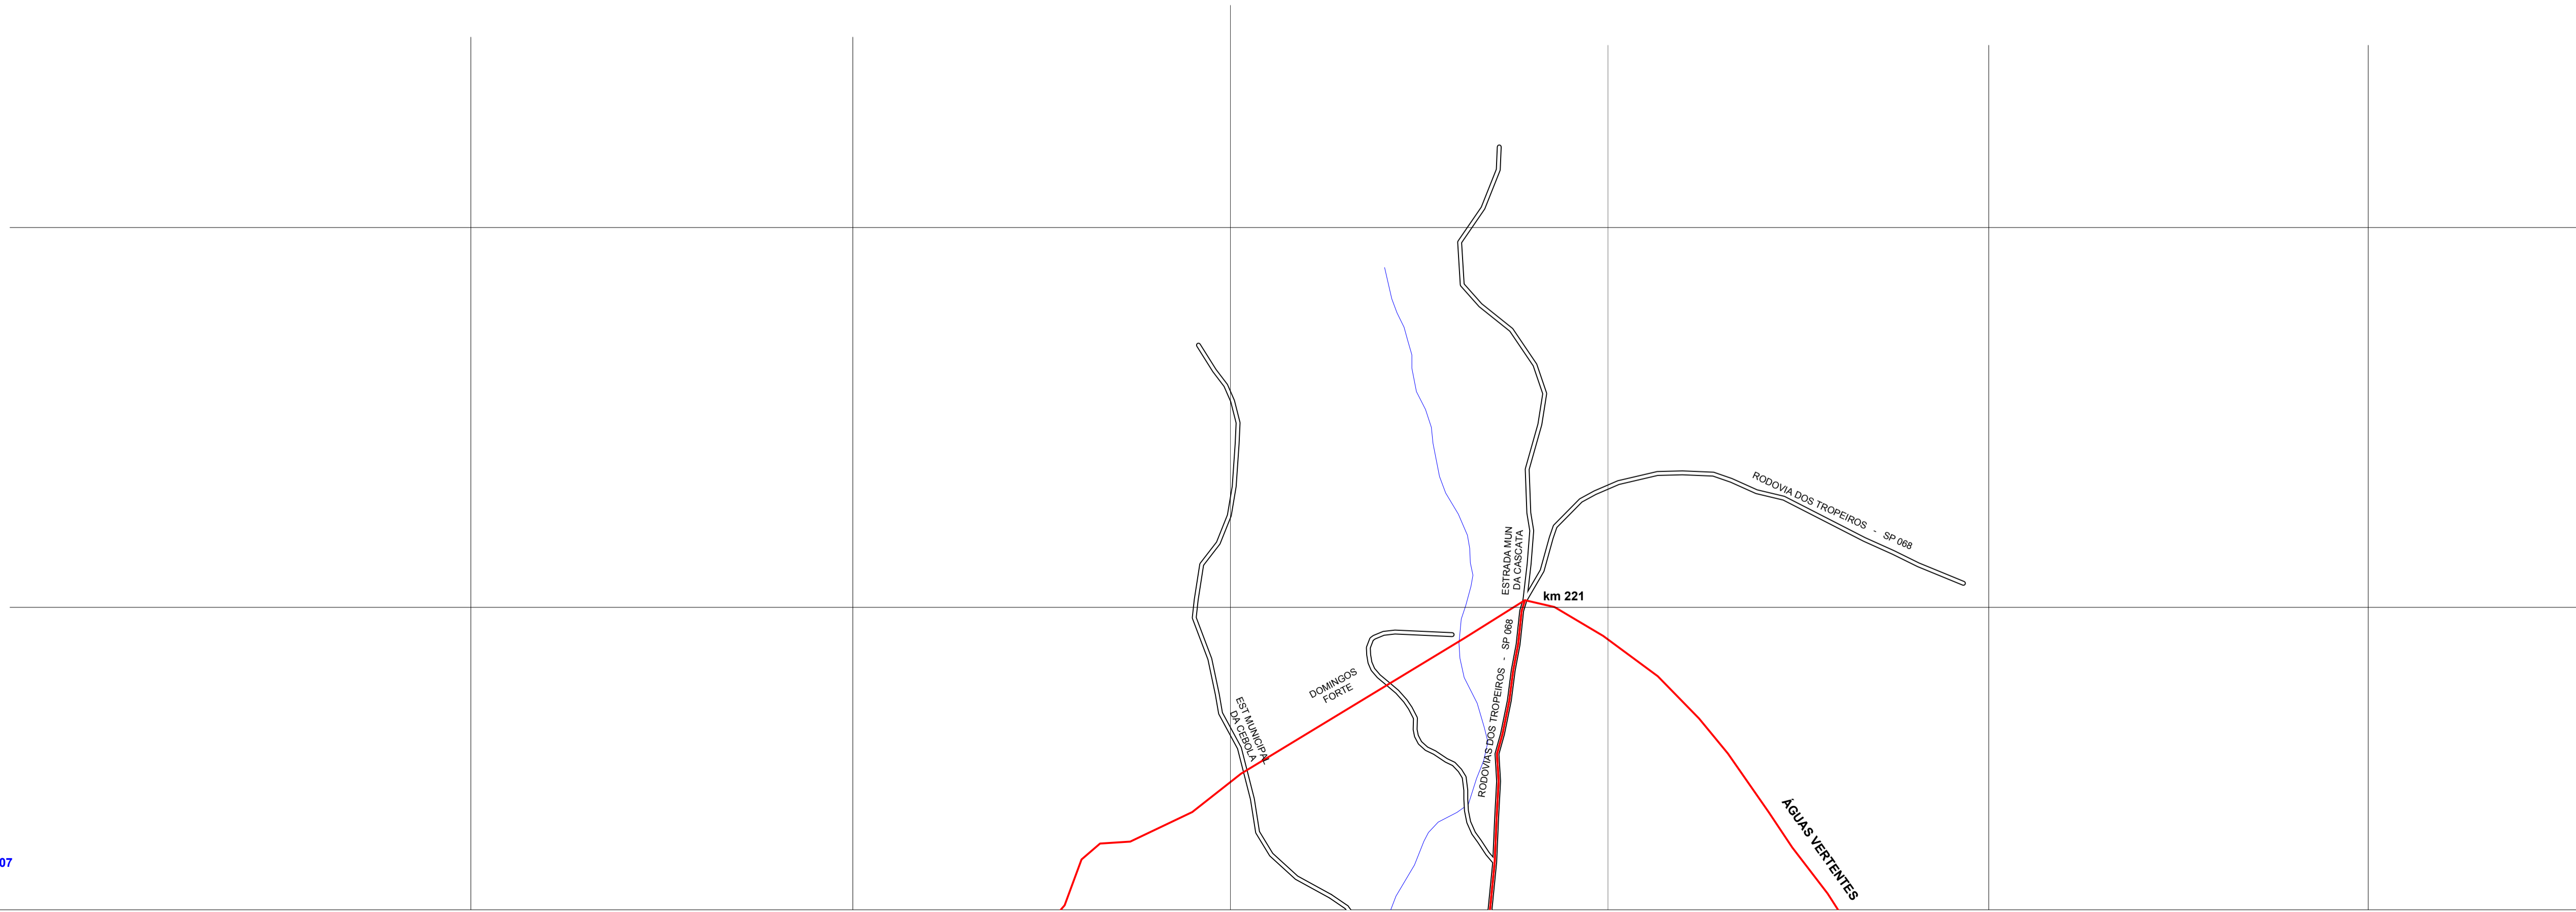 RODOVIA DOS TROPEIROS - SP 068
ESTRADA MUN
DA CASCATA
km 221
RODOVIAS DOS TROPEIROS - SP 068
DOMINGOS
FORTE
EST MUNICIPAL
DA CEBOLA
ÁGUAS VERTENTES
07